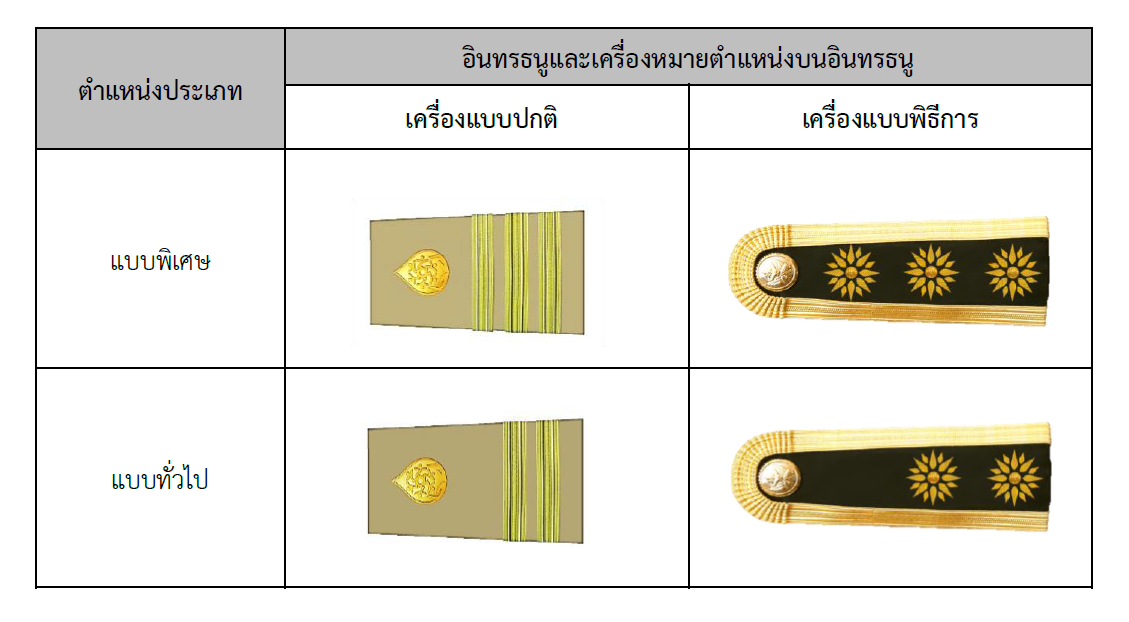 ตำแหน่งประเภท
อินทรธนูและเครื่องหมายตำแหน่งบนอินทรธนู
เครื่องแบบปกติ
เครื่องแบบพิธีการ
แบบพิเศษ
แบบทั่วไป